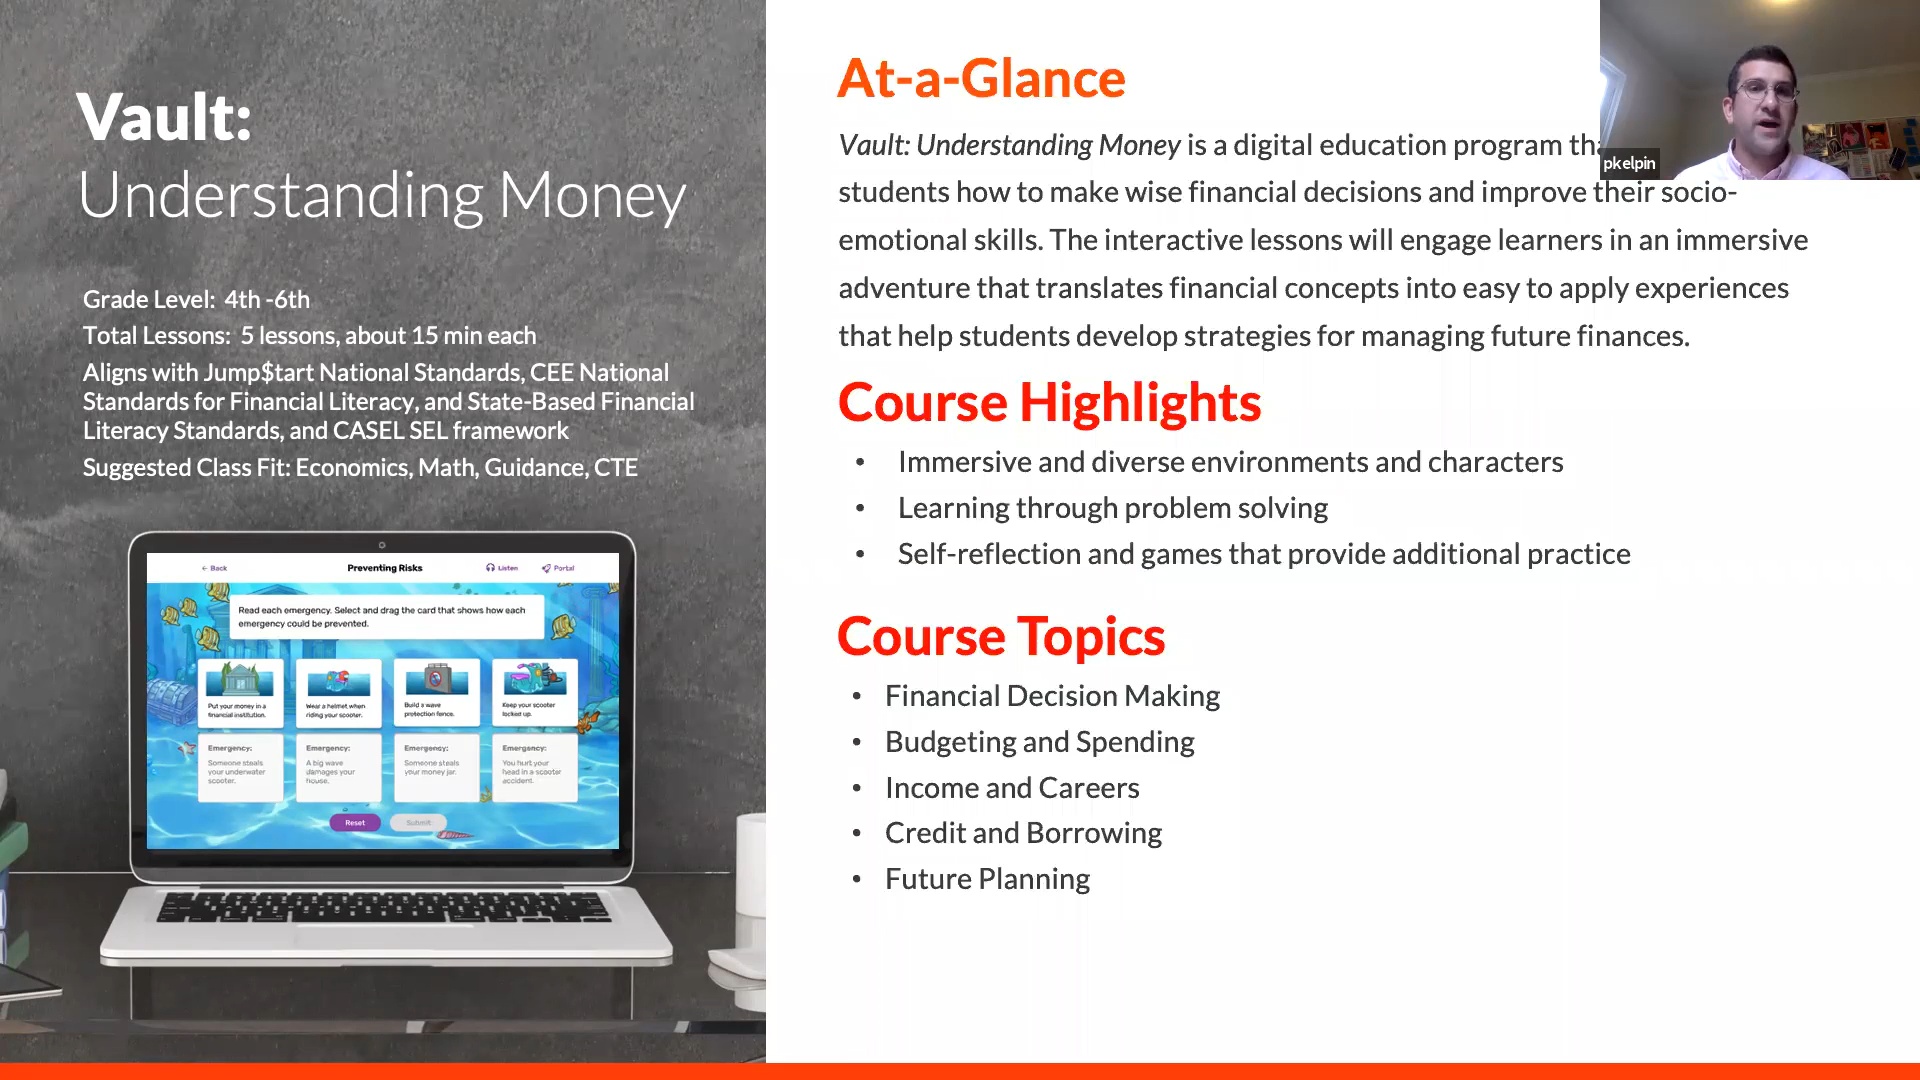 Vault:
Understanding Money
Grade Level: 4th -6th
Total Lessons: 5 lessons, about 15 min each
Aligns with Jump$tart National Standards, CEE National
Standards for Financial Literacy, and State-Based Financial
Literacy Standards, and CASEL SEL framework
Suggested Class Fit: Economics, Math, Guidance, CTE
← Back
Preventing Risks
Listen
Portal
Read each emergency. Select and drag the card that shows how each
emergency could be prevented.
Put your money in a
financial institution.
Wear a helmet when
riding your scooter.
Build a wave
protection fence.
Keep your scooter
locked up.
Emergency:
Someone steals
your underwater
scooter.
Emergency:
A big wave
damages your
house.
Emergency:
Someone steals
your money jar.
Emergency:
You hurt your
head in a scooter
accident.
Reset
Submit
At-a-Glance
Vault: Understanding Money is a digital education program
students how to make wise financial decisions and improve their socio-
emotional skills. The interactive lessons will engage learners in an immersive
adventure that translates financial concepts into easy to apply experiences
that help students develop strategies for managing future finances.
Course Highlights
• Immersive and diverse environments and characters
• Learning through problem solving
• Self-reflection and games that provide additional practice
Course Topics
• Financial Decision Making
• Budgeting and Spending
• Income and Careers
• Credit and Borrowing
• Future Planning
pkelpin